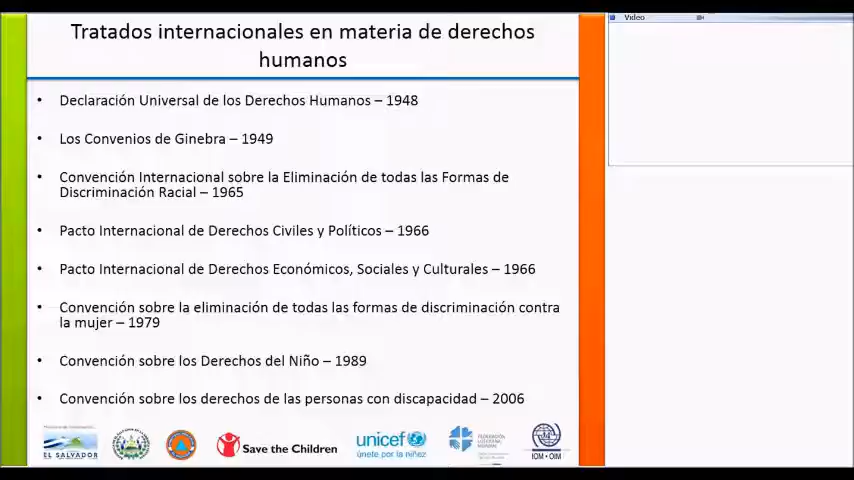 Tratados internacionales en materia de derechos
humanos
• Declaración Universal de los Derechos Humanos – 1948
• Los Convenios de Ginebra – 1949
• Convención Internacional sobre la Eliminación de todas las Formas de
Discriminación Racial – 1965
• Pacto Internacional de Derechos Civiles y Políticos – 1966
• Pacto Internacional de Derechos Económicos, Sociales y Culturales – 1966
• Convención sobre la eliminación de todas las formas de discriminación contra
la mujer – 1979
• Convención sobre los Derechos del Niño – 1989
• Convención sobre los derechos de las personas con discapacidad – 2006
EL SALVADOR
Save the Children
unicef
únete por la niñez
FEDERACIÓN
LUTERANA
MUNDIAL
IOM • OIM
Video